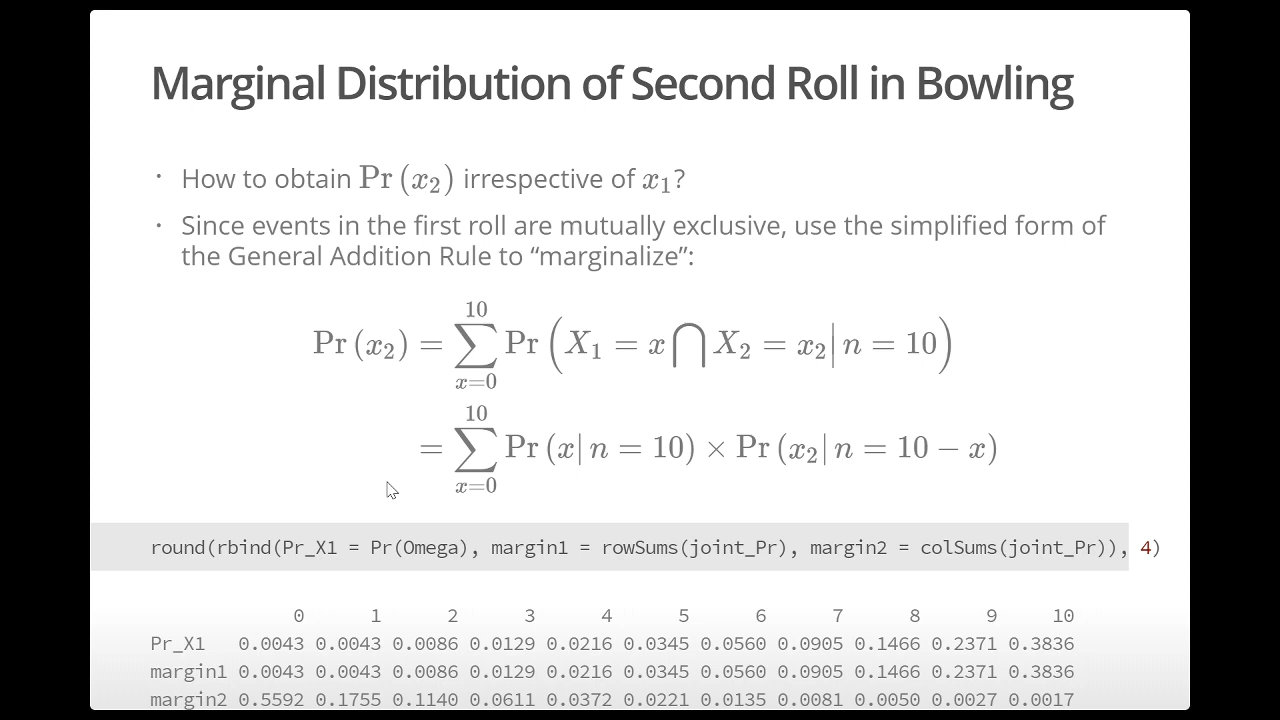 Marginal Distribution of Second Roll in Bowling
• How to obtain Pr (x₂) irrespective of x₁?
• Since events in the first roll are mutually exclusive, use the simplified form of
the General Addition Rule to “marginalize”:
Pr (x₂) = ∑_{x=0}^{10} Pr (X₁ = x ⋂ X₂ = x₂ | n = 10)
= ∑_{x=0}^{10} Pr (x | n = 10) × Pr (x₂ | n = 10 − x)
round(rbind(Pr_X1 = Pr(Omega), margin1 = rowSums(joint_Pr), margin2 = colSums(joint_Pr)), 4)
0 1 2 3 4 5 6 7 8 9 10
Pr_X1 0.0043 0.0043 0.0086 0.0129 0.0216 0.0345 0.0560 0.0905 0.1466 0.2371 0.3836
margin1 0.0043 0.0043 0.0086 0.0129 0.0216 0.0345 0.0560 0.0905 0.1466 0.2371 0.3836
margin2 0.5592 0.1755 0.1140 0.0611 0.0372 0.0221 0.0135 0.0081 0.0050 0.0027 0.0017